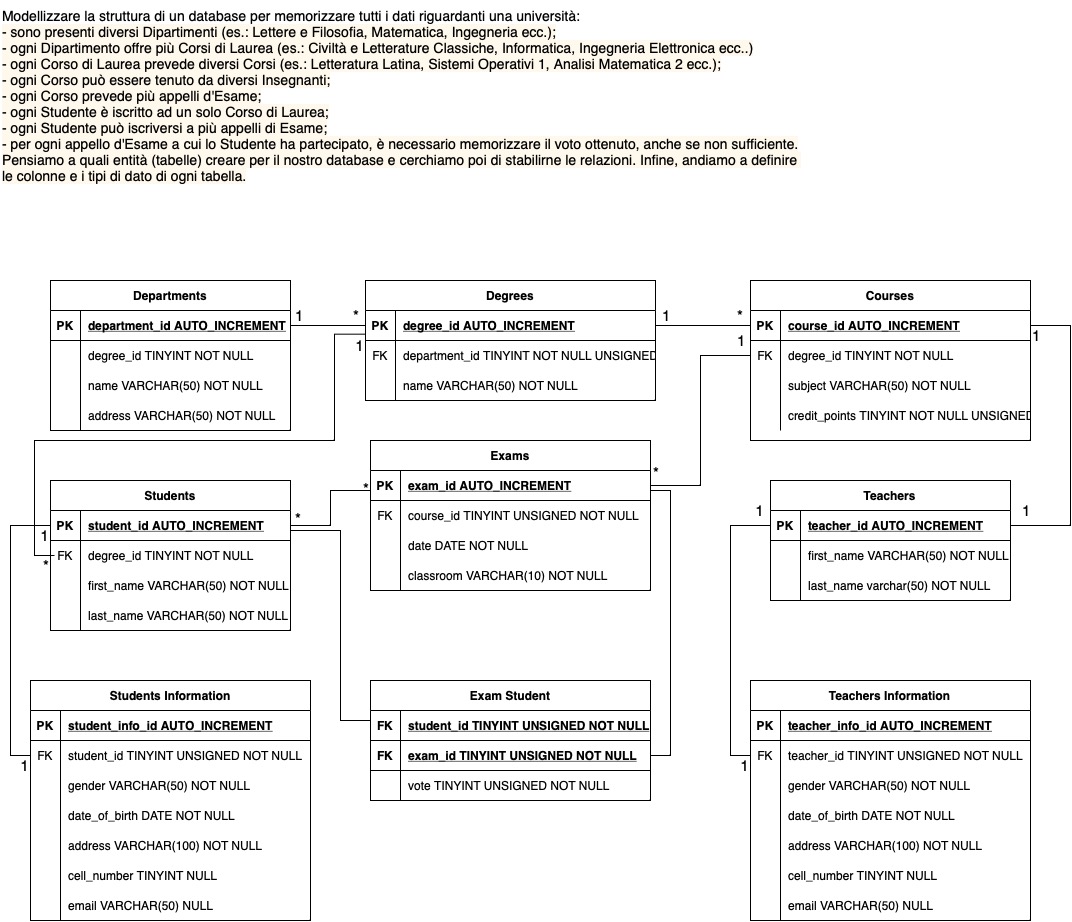 Modellizzare la struttura di un database per memorizzare tutti i dati riguardanti una università:
- sono presenti diversi Dipartimenti (es.: Lettere e Filosofia, Matematica, Ingegneria ecc.);
- ogni Dipartimento offre più Corsi di Laurea (es.: Civiltà e Letterature Classiche, Informatica, Ingegneria Elettronica ecc..)
- ogni Corso di Laurea prevede diversi Corsi (es.: Letteratura Latina, Sistemi Operativi 1, Analisi Matematica 2 ecc.);
- ogni Corso può essere tenuto da diversi Insegnanti;
- ogni Corso prevede più appelli d'Esame;
- ogni Studente è iscritto ad un solo Corso di Laurea;
- ogni Studente può iscriversi a più appelli di Esame;
- per ogni appello d'Esame a cui lo Studente ha partecipato, è necessario memorizzare il voto ottenuto, anche se non sufficiente.
Pensiamo a quali entità (tabelle) creare per il nostro database e cerchiamo poi di stabilirne le relazioni. Infine, andiamo a definire
le colonne e i tipi di dato di ogni tabella.
Departments
PK department_id AUTO_INCREMENT
degree_id TINYINT NOT NULL
name VARCHAR(50) NOT NULL
address VARCHAR(50) NOT NULL
1
*
1
Degrees
PK degree_id AUTO_INCREMENT
FK department_id TINYINT NOT NULL UNSIGNED
name VARCHAR(50) NOT NULL
1
*
1
Courses
PK course_id AUTO_INCREMENT
FK degree_id TINYINT NOT NULL
subject VARCHAR(50) NOT NULL
credit_points TINYINT NOT NULL UNSIGNED
1
Students
PK student_id AUTO_INCREMENT
FK degree_id TINYINT NOT NULL
first_name VARCHAR(50) NOT NULL
last_name VARCHAR(50) NOT NULL
1
*
*
*
Exams
PK exam_id AUTO_INCREMENT
FK course_id TINYINT UNSIGNED NOT NULL
date DATE NOT NULL
classroom VARCHAR(10) NOT NULL
*
1
Teachers
PK teacher_id AUTO_INCREMENT
first_name VARCHAR(50) NOT NULL
last_name varchar(50) NOT NULL
1
Students Information
PK student_info_id AUTO_INCREMENT
FK student_id TINYINT UNSIGNED NOT NULL
gender VARCHAR(50) NOT NULL
date_of_birth DATE NOT NULL
address VARCHAR(100) NOT NULL
cell_number TINYINT NULL
email VARCHAR(50) NULL
1
Exam Student
FK student_id TINYINT UNSIGNED NOT NULL
FK exam_id TINYINT UNSIGNED NOT NULL
vote TINYINT UNSIGNED NOT NULL
Teachers Information
PK teacher_info_id AUTO_INCREMENT
FK teacher_id TINYINT UNSIGNED NOT NULL
gender VARCHAR(50) NOT NULL
date_of_birth DATE NOT NULL
address VARCHAR(100) NOT NULL
cell_number TINYINT NULL
email VARCHAR(50) NULL
1